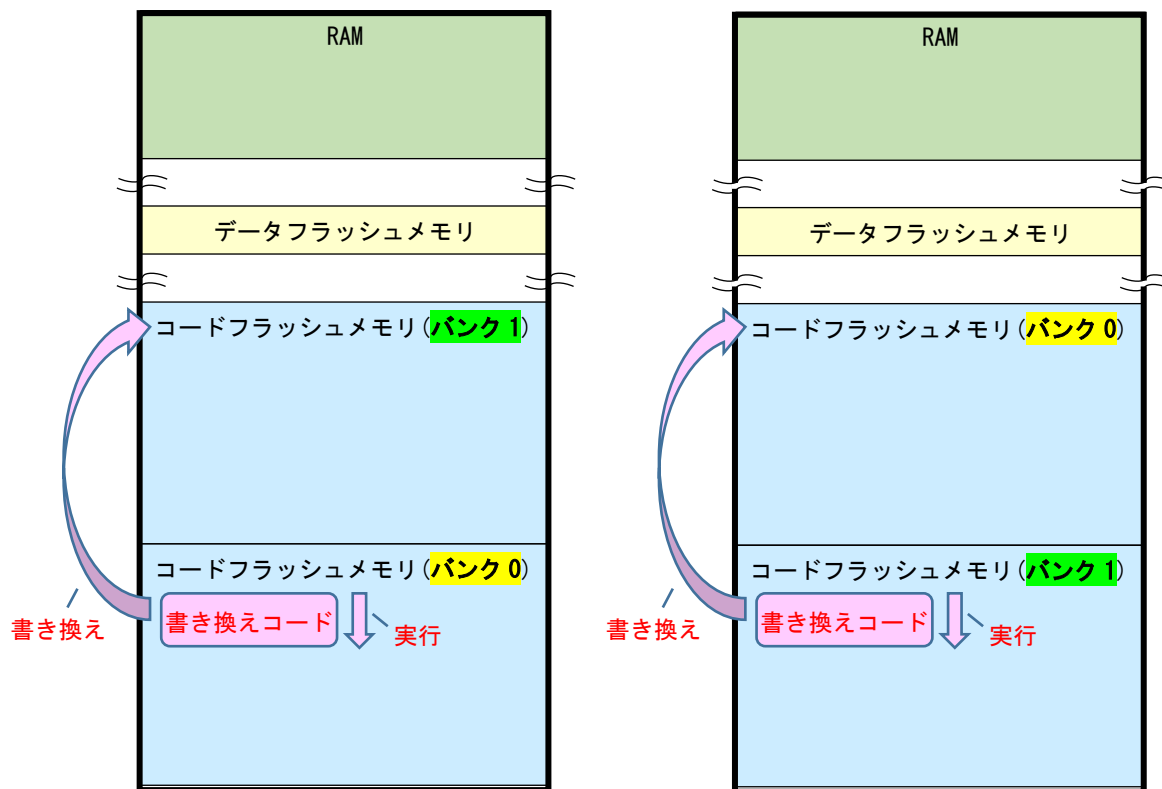 RAM
データフラッシュメモリ
コードフラッシュメモリ(バンク 1)
コードフラッシュメモリ(バンク 0)
書き換えコード
実行
書き換え
RAM
データフラッシュメモリ
コードフラッシュメモリ(バンク 0)
コードフラッシュメモリ(バンク 1)
書き換えコード
実行
書き換え